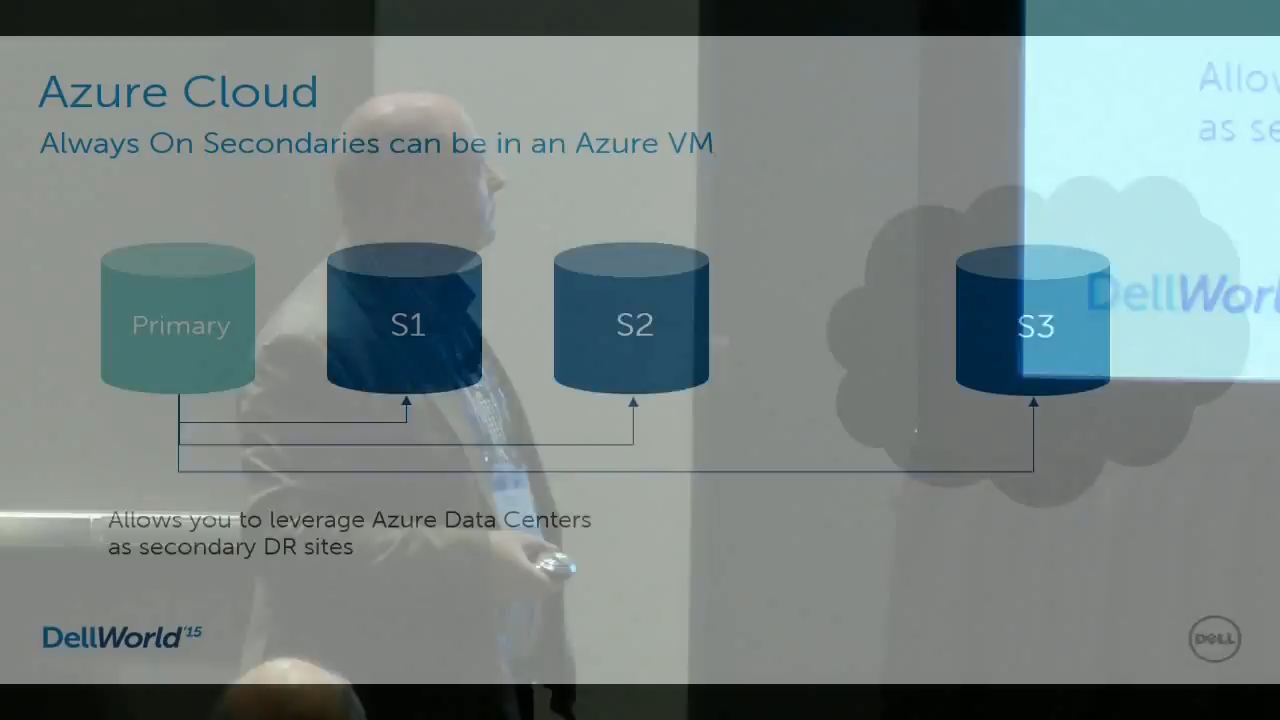 Azure Cloud
Always On Secondaries can be in an Azure VM
Primary
S1
S2
S3
Allows you to leverage Azure Data Centers
as secondary DR sites
DellWorld'15
DELL